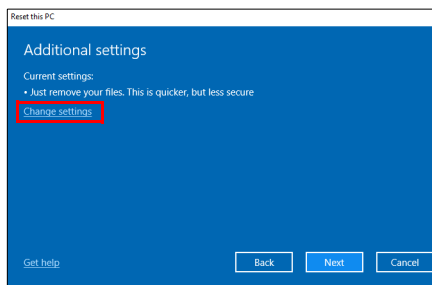 Reset this PC
Additional settings
Current settings:
• Just remove your files. This is quicker, but less secure
Change settings
Get help
Back
Next
Cancel